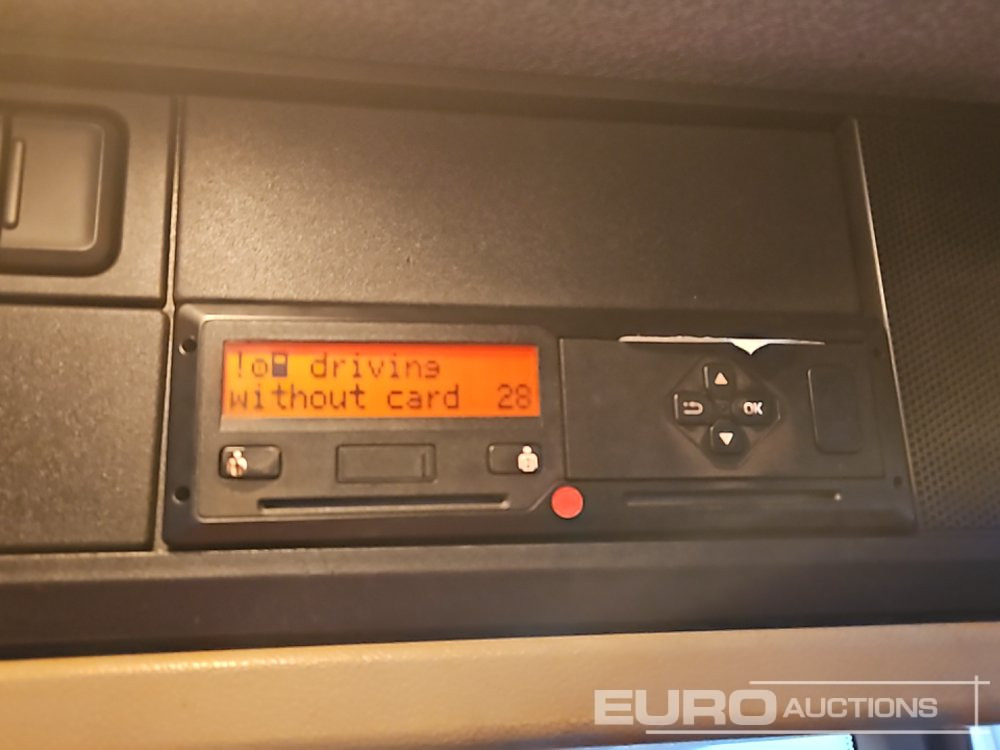 !o driving
without card 28
OK
EURO AUCTIONS